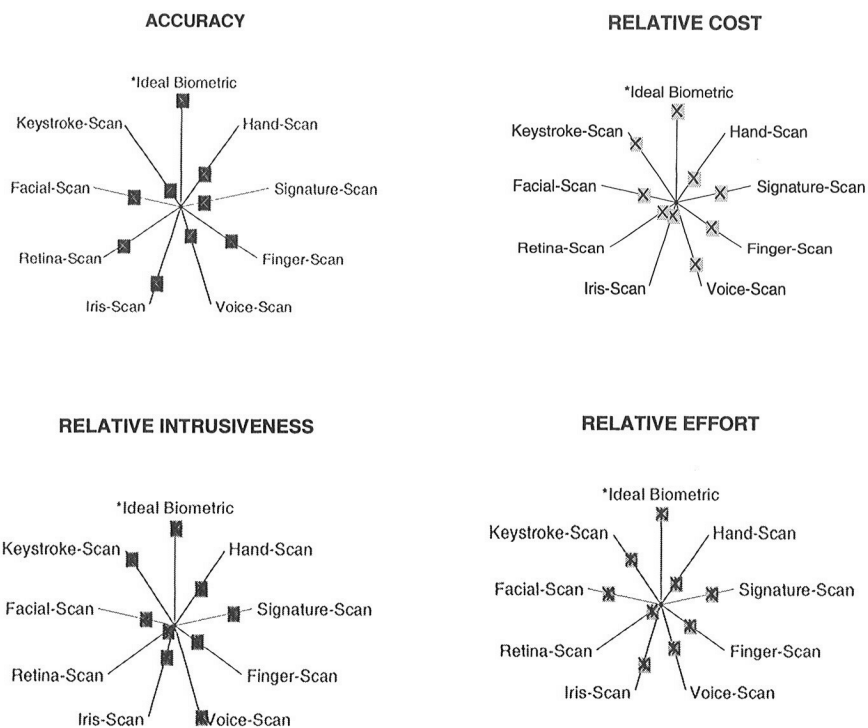 ACCURACY
*Ideal Biometric
Keystroke-Scan
Hand-Scan
Facial-Scan
Signature-Scan
Retina-Scan
Finger-Scan
Iris-Scan
Voice-Scan
RELATIVE COST
*Ideal Biometric
Keystroke-Scan
Hand-Scan
Facial-Scan
Signature-Scan
Retina-Scan
Finger-Scan
Iris-Scan
Voice-Scan
RELATIVE INTRUSIVENESS
*Ideal Biometric
Keystroke-Scan
Hand-Scan
Facial-Scan
Signature-Scan
Retina-Scan
Finger-Scan
Iris-Scan
Voice-Scan
RELATIVE EFFORT
*Ideal Biometric
Keystroke-Scan
Hand-Scan
Facial-Scan
Signature-Scan
Retina-Scan
Finger-Scan
Iris-Scan
Voice-Scan